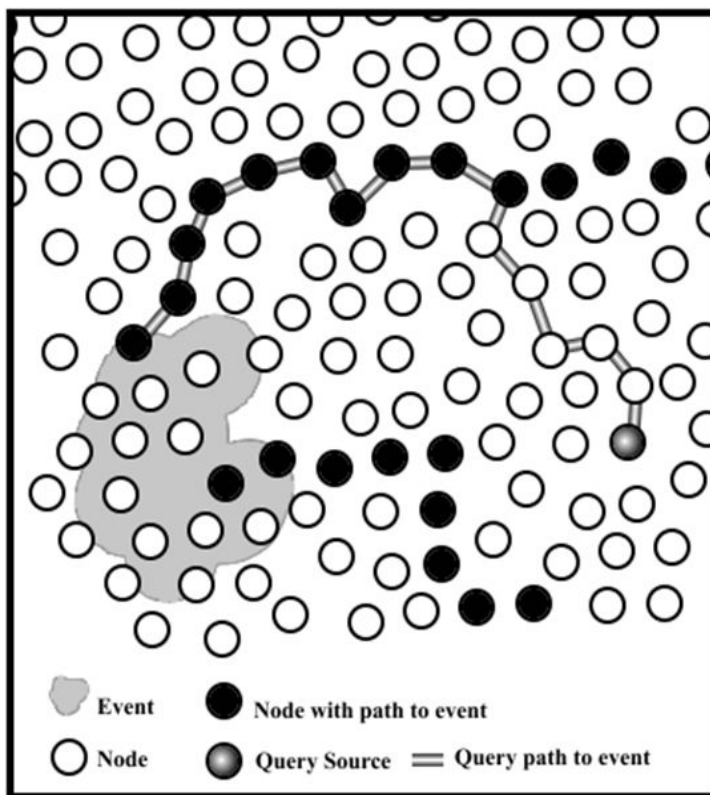 Event
Node with path to event
Node
Query Source
Query path to event